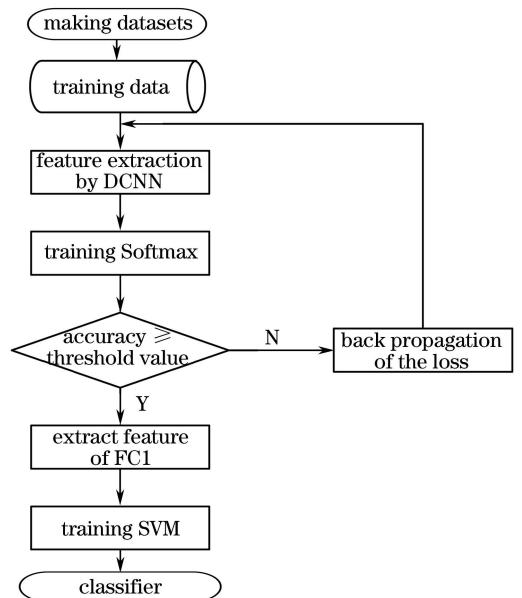 making datasets
training data
feature extraction
by DCNN
training Softmax
accuracy ⩾
threshold value
N
back propagation
of the loss
Y
extract feature
of FC1
training SVM
classifier